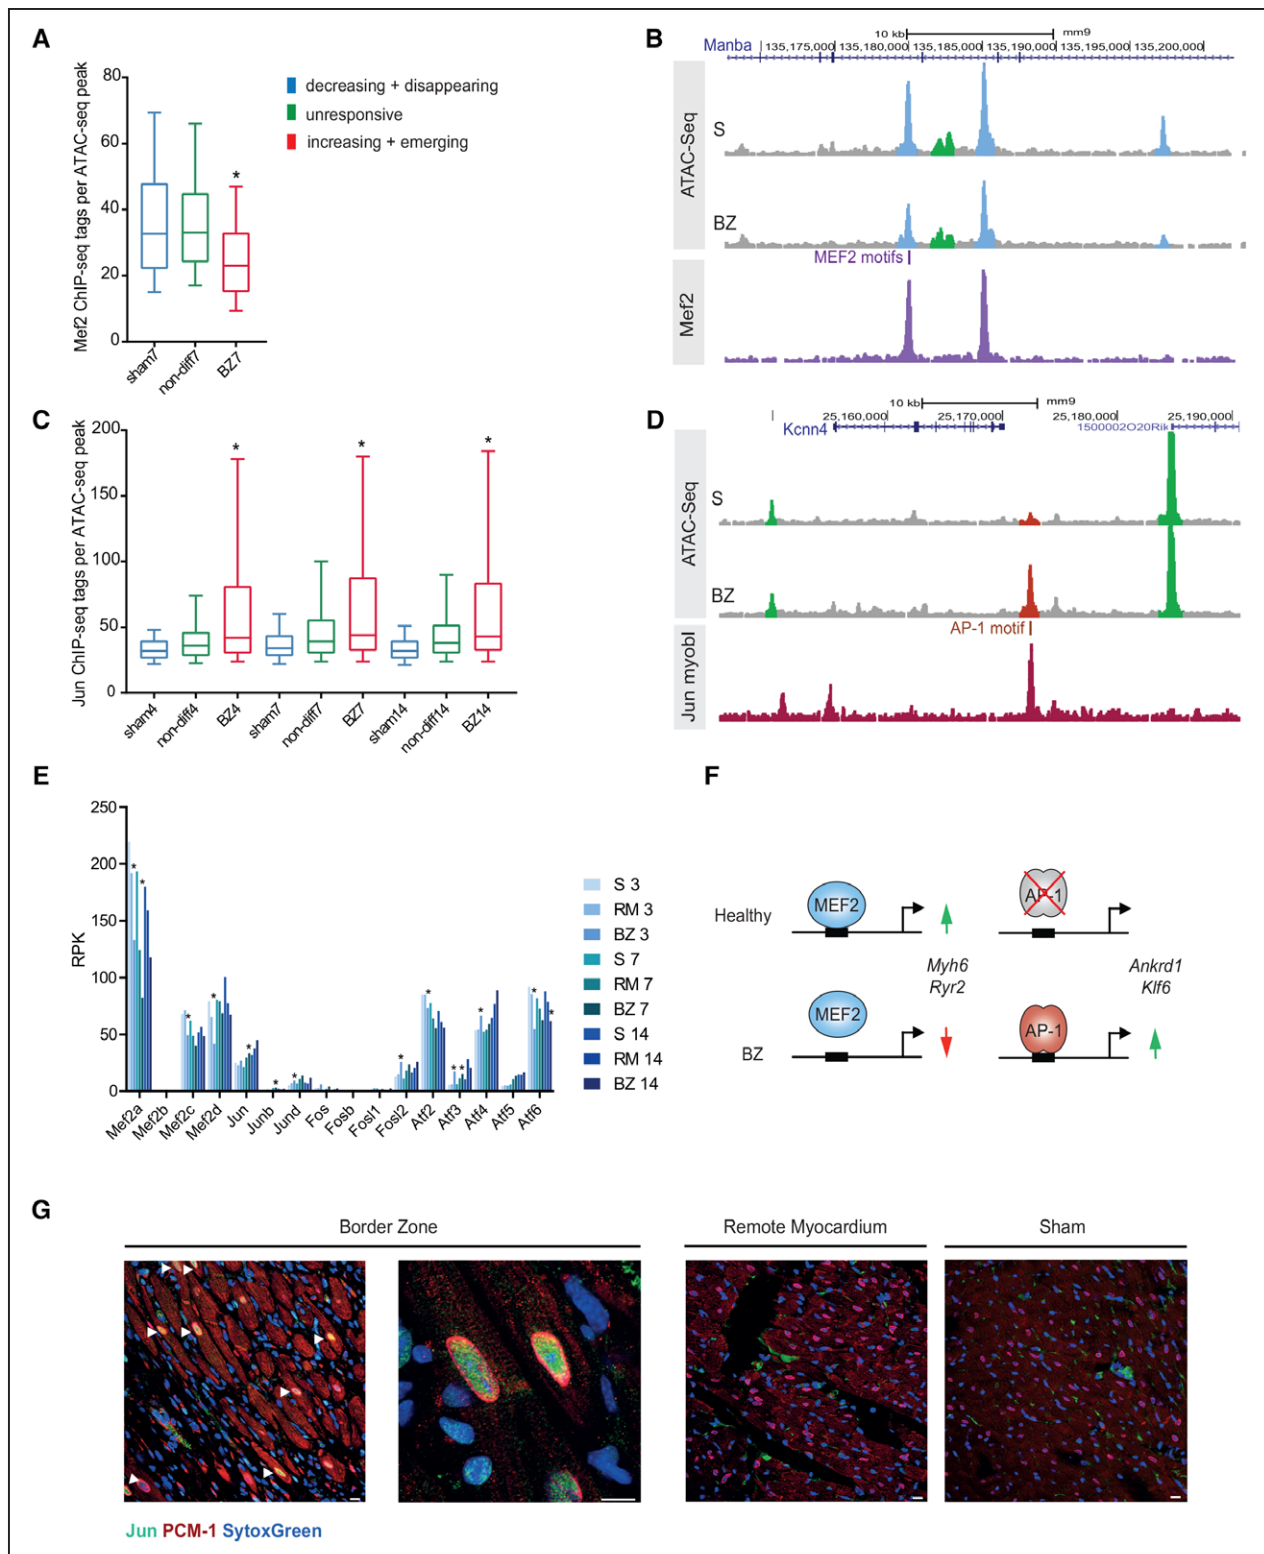 A
Mef2 ChIP-seq tags per ATAC-seq peak
80
60
40
20
0
sham7
non-diff7
BZ7
*
decreasing + disappearing
unresponsive
increasing + emerging
B
10 kb
mm9
Manba
135,175,000
135,180,000
135,185,000
135,190,000
135,195,000
135,200,000
ATAC-Seq
S
BZ
MEF2 motifs
Mef2
C
Jun ChIP-seq tags per ATAC-seq peak
200
150
100
50
0
* * *
sham4
non-diff4
BZ4
sham7
non-diff7
BZ7
sham14
non-diff14
BZ14
D
10 kb
mm9
25,160,000
25,170,000
25,180,000
25,190,000
Kcnn4
1500002O20Rik
ATAC-Seq
S
BZ
AP-1 motif
Jun myobl
E
RPK
250
200
150
100
50
0
Mef2a
Mef2b
Mef2c
Mef2d
Jun
Junb
Jund
Fos
Fosb
Fosl1
Fosl2
Atf2
Atf3
Atf4
Atf5
Atf6
S 3
RM 3
BZ 3
S 7
RM 7
BZ 7
S 14
RM 14
BZ 14
F
Healthy
MEF2
AP-1
Myh6
Ryr2
Ankrd1
Klf6
BZ
MEF2
AP-1
G
Border Zone
Remote Myocardium
Sham
Jun PCM-1 SytoxGreen